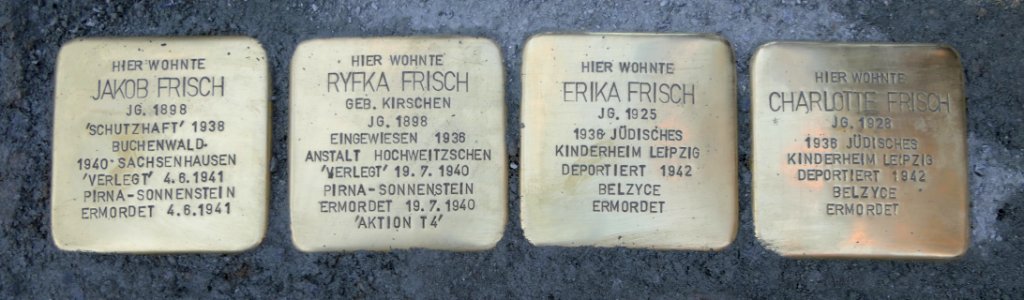 HIER WOHNTE
JAKOB FRISCH
JG. 1898
'SCHUTZHAFT' 1938
BUCHENWALD
1940 SACHSENHAUSEN
'VERLEGT' 4.6.1941
PIRNA-SONNENSTEIN
ERMORDET 4.6.1941
HIER WOHNTE
RYFKA FRISCH
GEB. KIRSCHEN
JG. 1898
EINGEWIESEN 1936
ANSTALT HOCHWEITZSCHEN
'VERLEGT' 19.7.1940
PIRNA-SONNENSTEIN
ERMORDET 19.7.1940
'AKTION T4'
HIER WOHNTE
ERIKA FRISCH
JG. 1925
1936 JÜDISCHES
KINDERHEIM LEIPZIG
DEPORTIERT 1942
BELZYCE
ERMORDET
HIER WOHNTE
CHARLOTTE FRISCH
JG. 1928
1936 JÜDISCHES
KINDERHEIM LEIPZIG
DEPORTIERT 1942
BELZYCE
ERMORDET